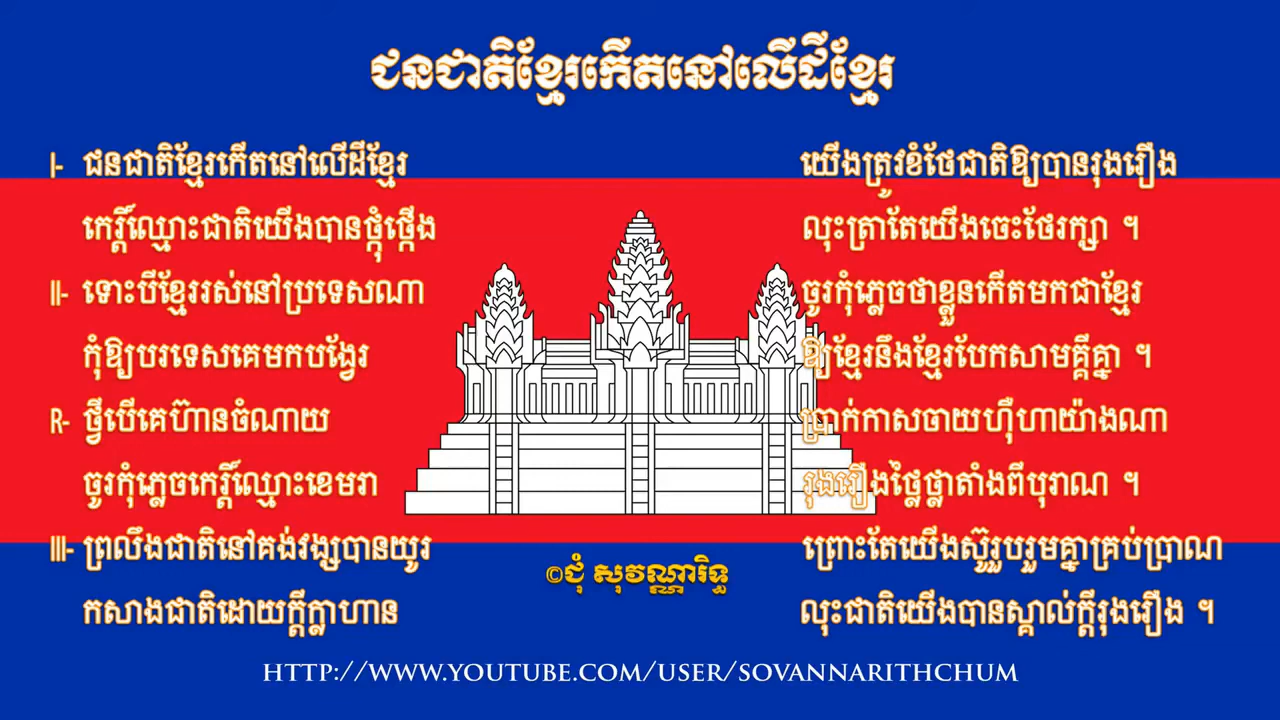 ជនជាតិខ្មែរកើតនៅលើដីខ្មែរ
I- ជនជាតិខ្មែរកើតនៅលើដីខ្មែរ យើងត្រូវខំថែជាតិឱ្យបានរុងរឿង
កេរ្តិ៍ឈ្មោះជាតិយើងបានថ្កុំថ្កើង លុះត្រាតែយើងចេះថែរក្សា ។
II- ទោះបីខ្មែររស់នៅប្រទេសណា ចូរកុំភ្លេចថាខ្លួនកើតមកជាខ្មែរ
កុំឱ្យបរទេសគេមកបង្វែរ ឱ្យខ្មែរនឹងខ្មែរបែកសាមគ្គីគ្នា ។
R- ថ្វីបើគេហ៊ានចំណាយ ប្រាក់កាសចាយហ៊ឺហាយ៉ាងណា
ចូរកុំភ្លេចកេរ្តិ៍ឈ្មោះខេមរា រុងរឿងថ្លៃថ្លាតាំងពីបុរាណ ។
III- ព្រលឹងជាតិនៅគង់វង្សបានយូរ ព្រោះតែយើងស៊ូរួបរួមគ្នាគ្រប់ប្រាណ
កសាងជាតិដោយក្ដីក្លាហាន លុះជាតិយើងបានស្គាល់ក្ដីរុងរឿង ។
©ជុំ សុវណ្ណារិទ្ធ
HTTP://WWW.YOUTUBE.COM/USER/SOVANNARITHCHUM